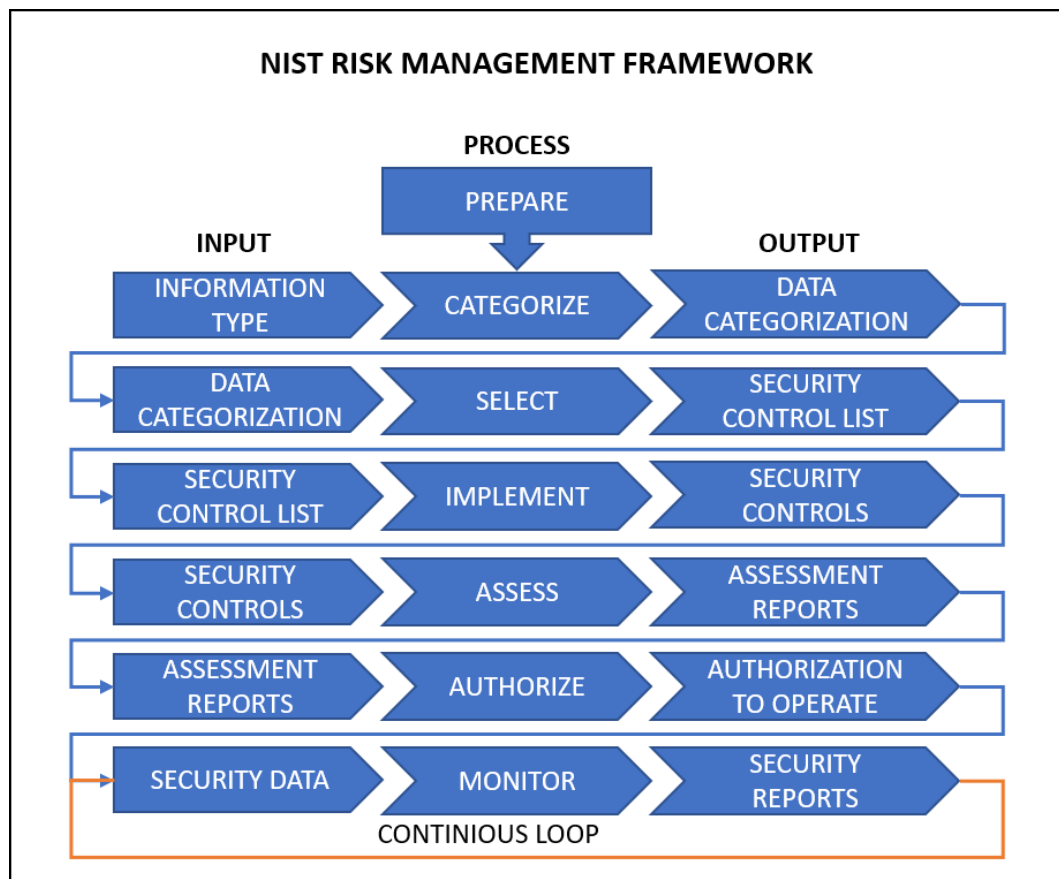 NIST RISK MANAGEMENT FRAMEWORK
PROCESS
PREPARE
INPUT
OUTPUT
INFORMATION
TYPE
CATEGORIZE
DATA
CATEGORIZATION
DATA
CATEGORIZATION
SELECT
SECURITY
CONTROL LIST
SECURITY
CONTROL LIST
IMPLEMENT
SECURITY
CONTROLS
SECURITY
CONTROLS
ASSESS
ASSESSMENT
REPORTS
ASSESSMENT
REPORTS
AUTHORIZE
AUTHORIZATION
TO OPERATE
SECURITY DATA
MONITOR
SECURITY
REPORTS
CONTINIOUS LOOP